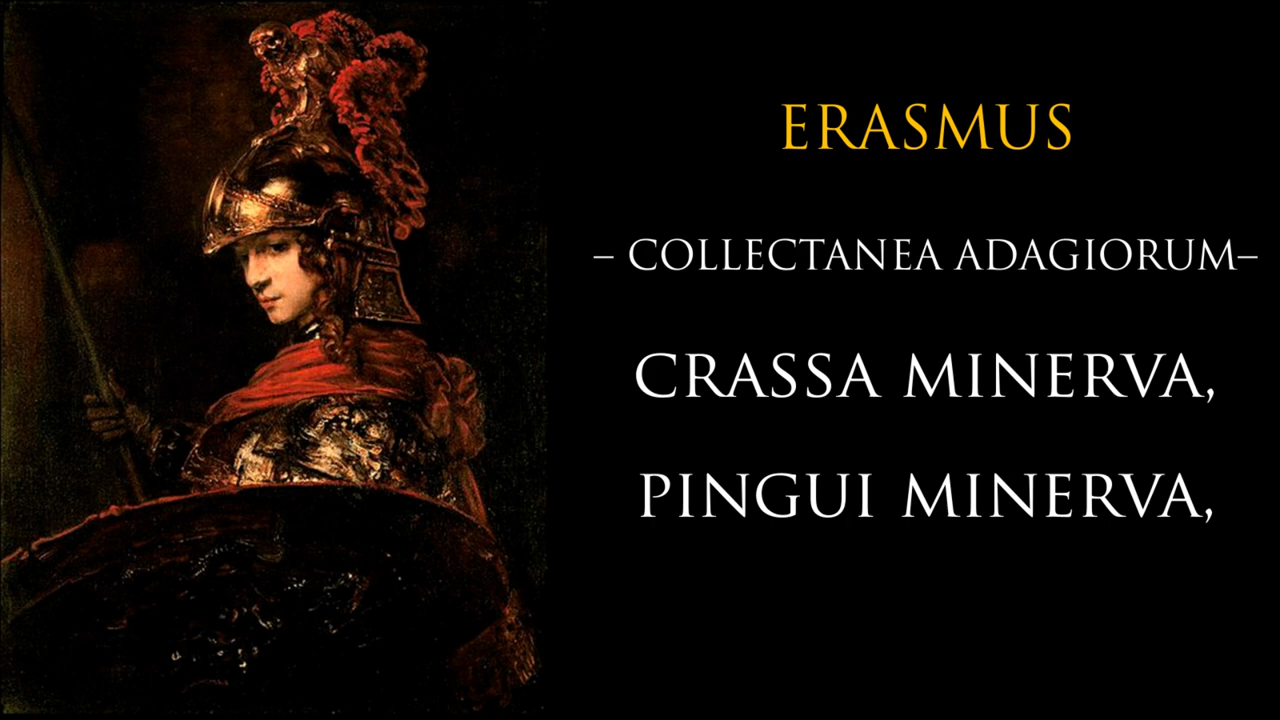 ERASMUS
– COLLECTANEA ADAGIORUM–
CRASSA MINERVA,
PINGUI MINERVA,